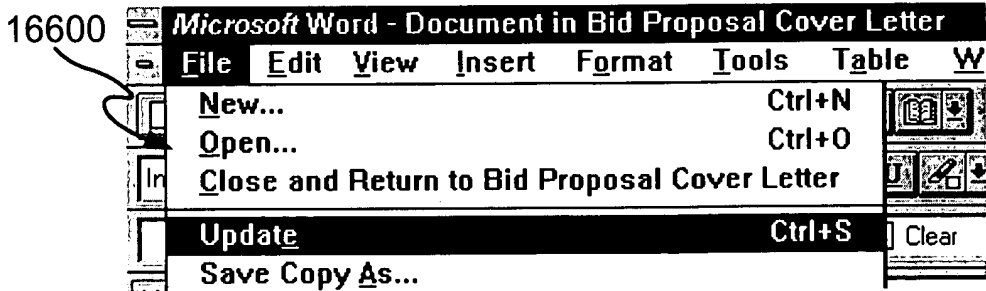 16600
Microsoft Word - Document in Bid Proposal Cover Letter
File Edit View Insert Format Tools Table W
New... Ctrl+N
Open... Ctrl+O
In
Close and Return to Bid Proposal Cover Letter
U
Update Ctrl+S
Clear
Save Copy As...